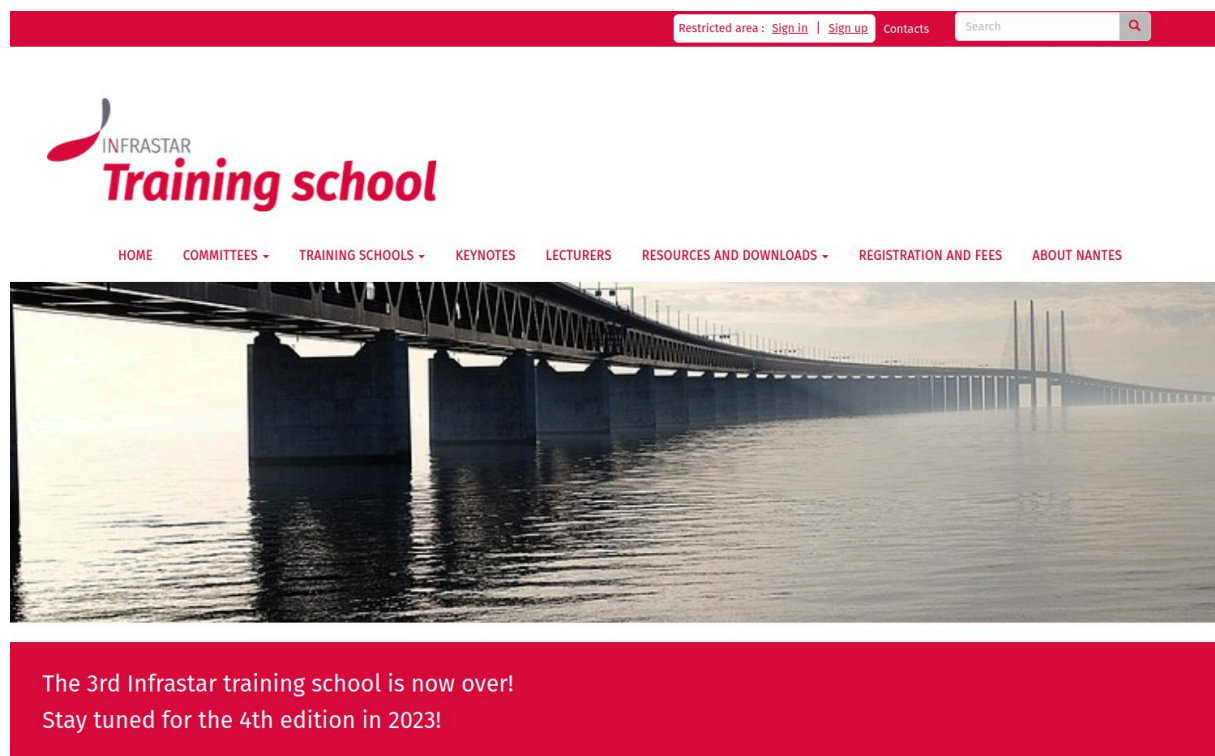 Restricted area : Sign in | Sign up Contacts Search
INFRASTAR
Training school
HOME COMMITTEES TRAINING SCHOOLS KEYNOTES LECTURERS RESOURCES AND DOWNLOADS REGISTRATION AND FEES ABOUT NANTES
The 3rd Infrastar training school is now over!
Stay tuned for the 4th edition in 2023!